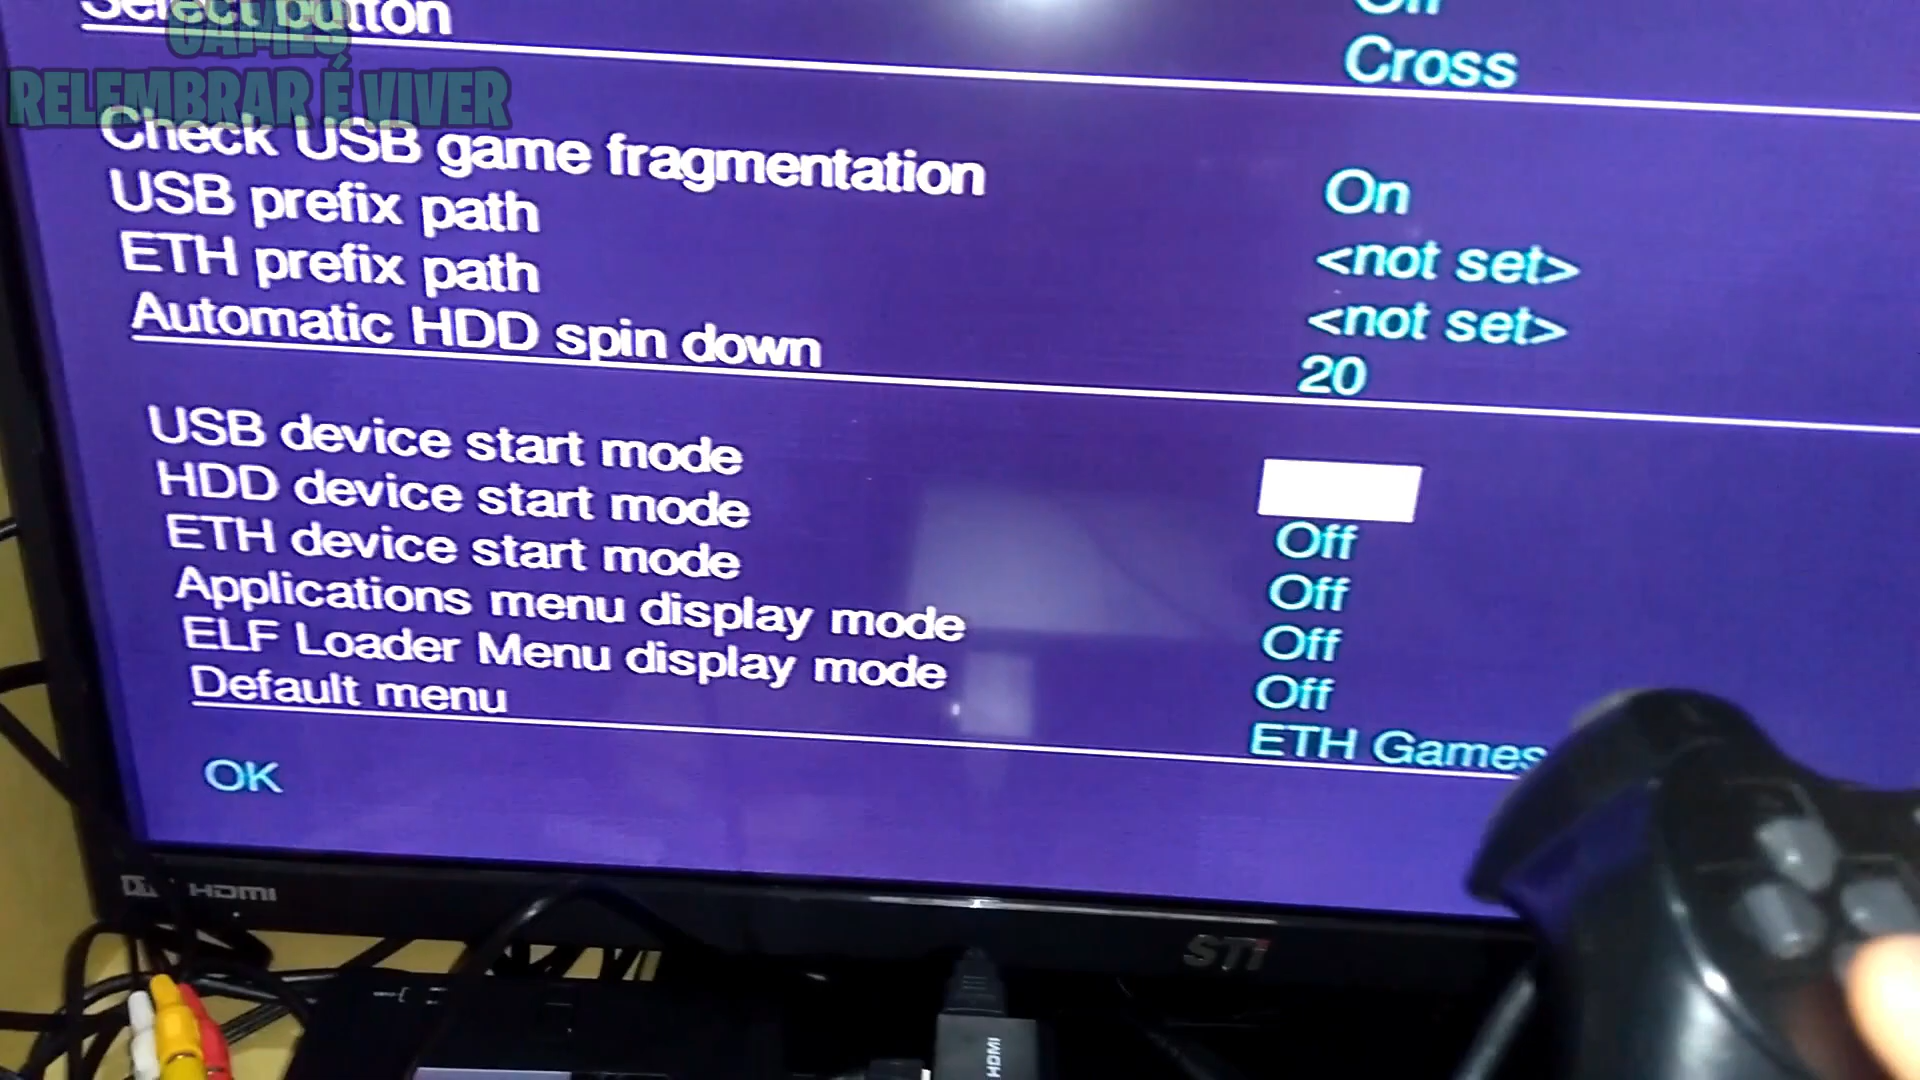 Select button
Off
Cross
GAMES
RELEMBRAR É VIVER
Check USB game fragmentation
On
USB prefix path
<not set>
ETH prefix path
<not set>
Automatic HDD spin down
20
USB device start mode
HDD device start mode
Off
ETH device start mode
Off
Applications menu display mode
Off
ELF Loader Menu display mode
Off
Default menu
ETH Games
OK
HDMI
STi
HDMI